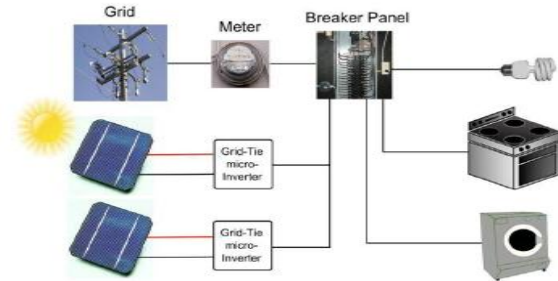 Grid
Meter
Breaker Panel
Grid-Tie
micro-
Inverter
Grid-Tie
micro-
Inverter